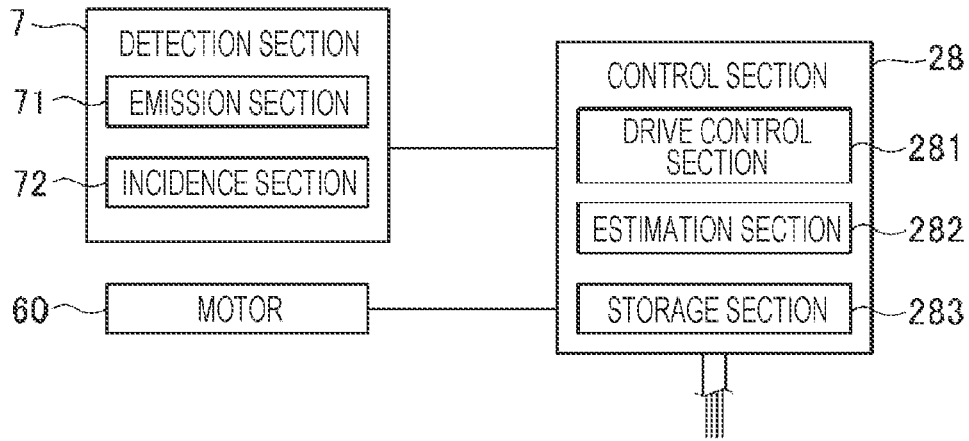 7
DETECTION SECTION
71
EMISSION SECTION
72
INCIDENCE SECTION
60
MOTOR
28
CONTROL SECTION
DRIVE CONTROL
SECTION
281
ESTIMATION SECTION
282
STORAGE SECTION
283